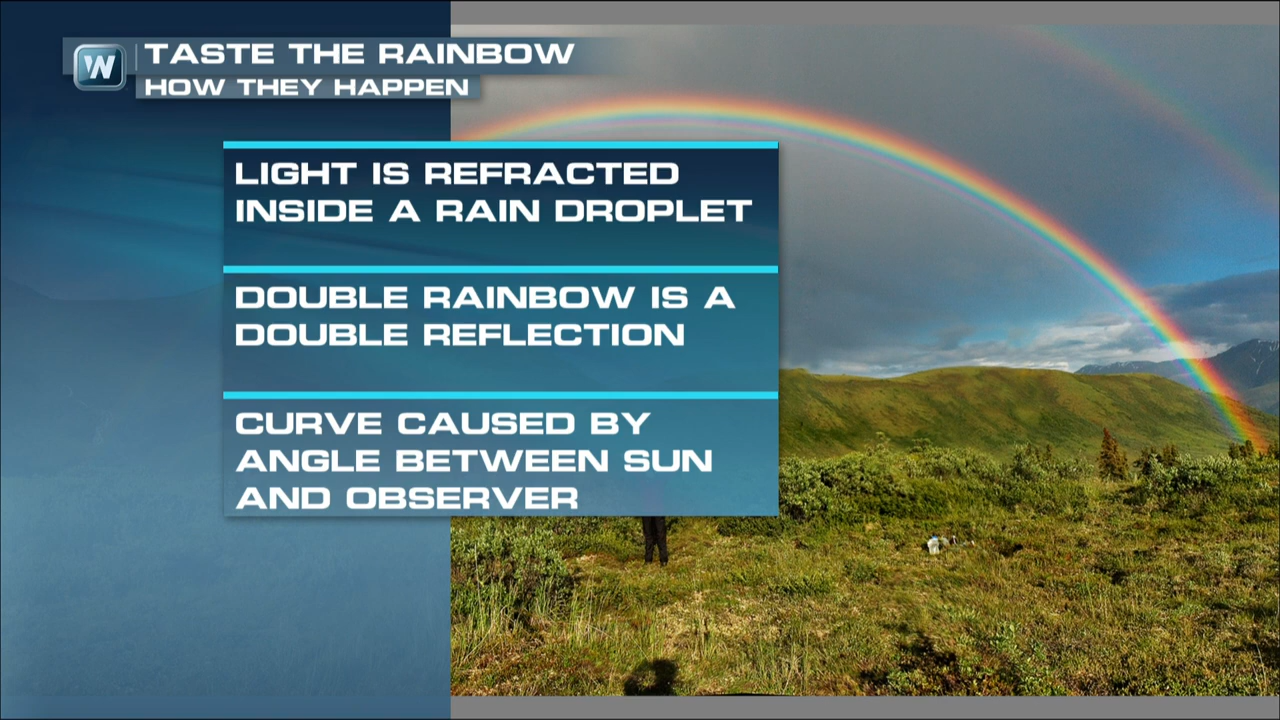 W
TASTE THE RAINBOW
HOW THEY HAPPEN
LIGHT IS REFRACTED
INSIDE A RAIN DROPLET
DOUBLE RAINBOW IS A
DOUBLE REFLECTION
CURVE CAUSED BY
ANGLE BETWEEN SUN
AND OBSERVER